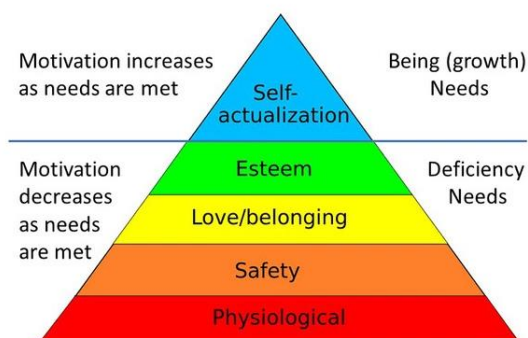 Motivation increases
as needs are met
Being (growth)
Needs
Self-
actualization
Motivation
decreases
as needs
are met
Deficiency
Needs
Esteem
Love/belonging
Safety
Physiological